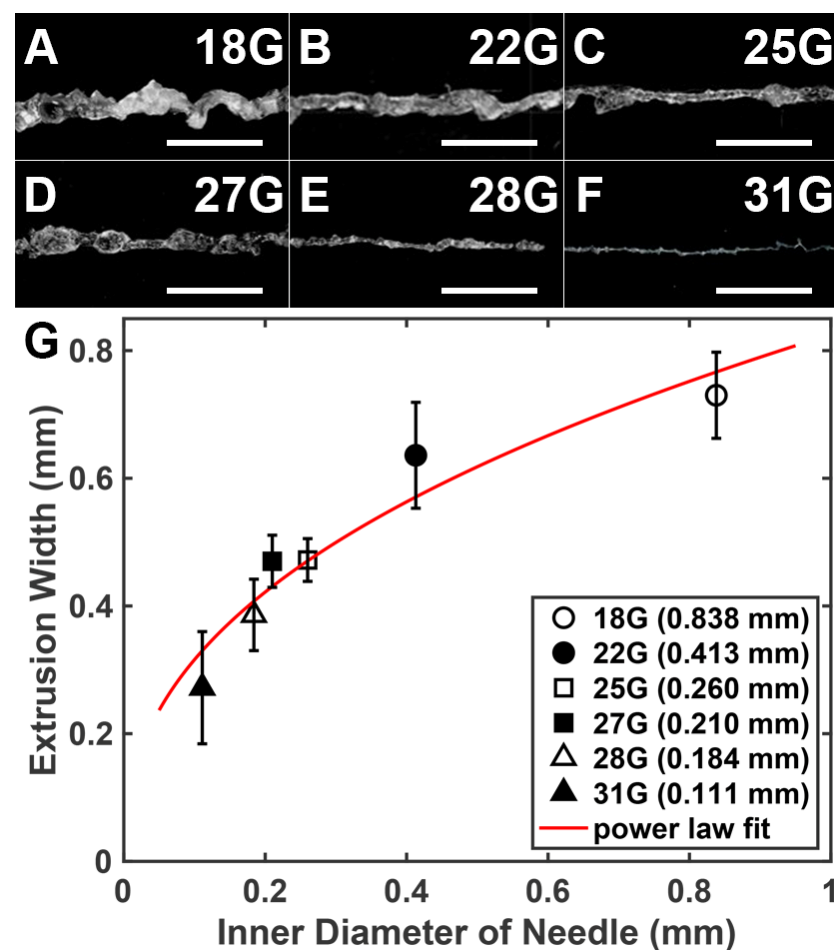 A 18G B 22G C 25G
D 27G E 28G F 31G
G
0.8
0.6
0.4
0.2
0
Extrusion Width (mm)
18G (0.838 mm)
22G (0.413 mm)
25G (0.260 mm)
27G (0.210 mm)
28G (0.184 mm)
31G (0.111 mm)
power law fit
0 0.2 0.4 0.6 0.8 1
Inner Diameter of Needle (mm)